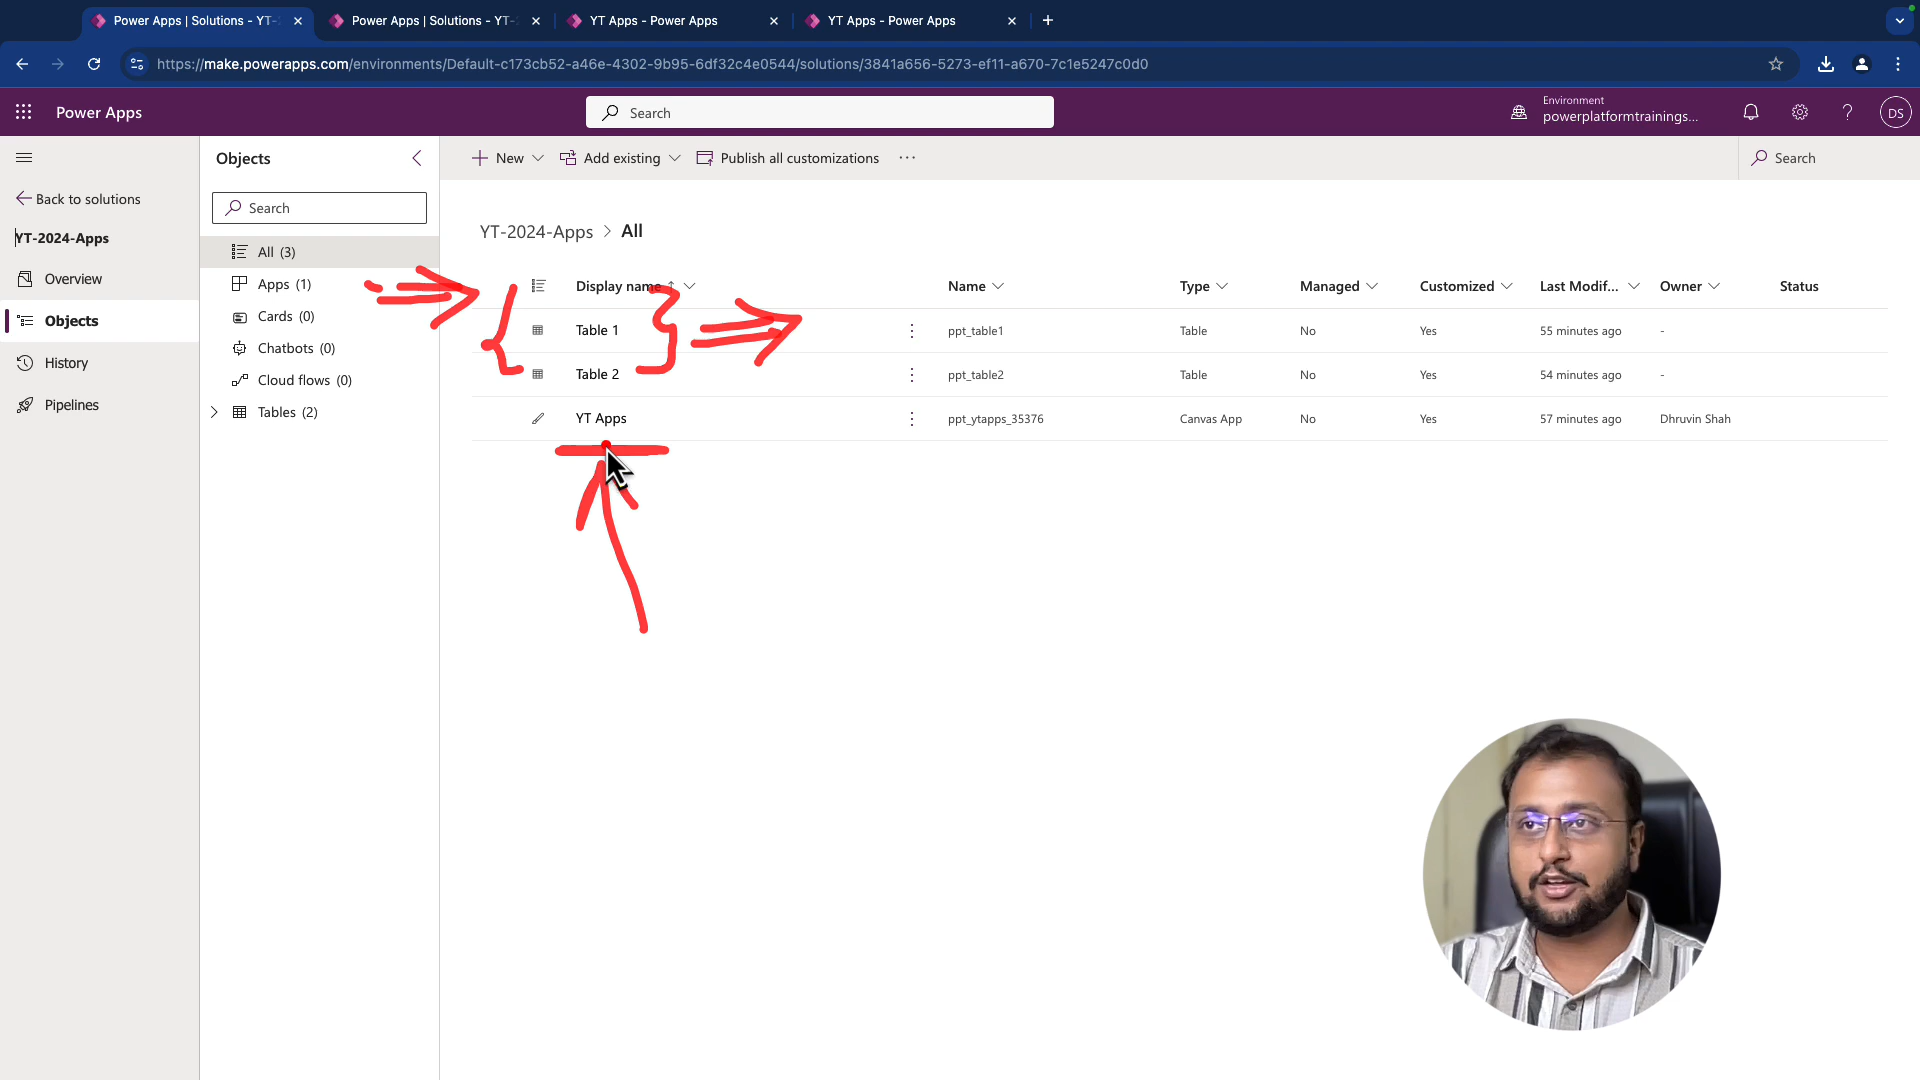 Power Apps | Solutions - YT-2
Power Apps | Solutions - YT-2
YT Apps - Power Apps
YT Apps - Power Apps
https://make.powerapps.com/environments/Default-c173cb52-a46e-4302-9b95-6df32c4e0544/solutions/3841a656-5273-ef11-a670-7c1e5247c0d0
Power Apps
Search
Environment
powerplatformtrainings...
DS
Objects
New
Add existing
Publish all customizations
Search
Back to solutions
Search
YT-2024-Apps
YT-2024-Apps > All
All (3)
Overview
Apps (1)
Display name Name Type Managed Customized Last Modif... Owner Status
Cards (0)
Objects
Table 1 ppt_table1 Table No Yes 55 minutes ago -
Chatbots (0)
History
Table 2 ppt_table2 Table No Yes 54 minutes ago -
Cloud flows (0)
Pipelines
Tables (2)
YT Apps ppt_ytapps_35376 Canvas App No Yes 57 minutes ago Dhruvin Shah